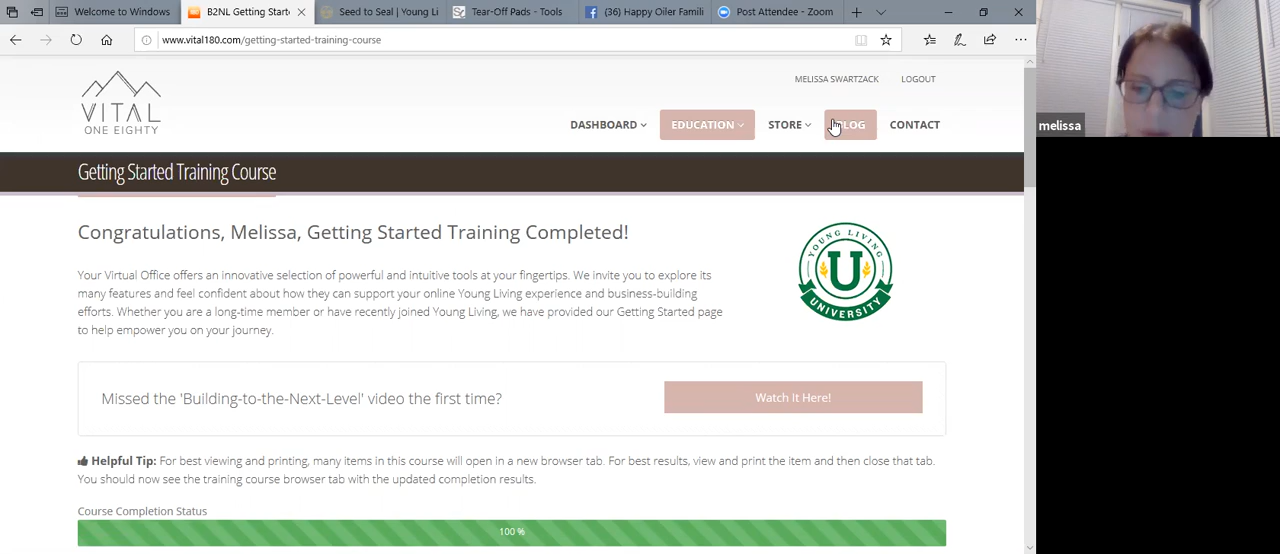 Welcome to Windows
B2NL Getting Start
Seed to Seal | Young Li
Tear-Off Pads - Tools
(36) Happy Oiler Famili
Post Attendee - Zoom
www.vital180.com/getting-started-training-course
VITAL
ONE EIGHTY
MELISSA SWARTZACK
LOGOUT
DASHBOARD
EDUCATION
STORE
BLOG
CONTACT
melissa
Getting Started Training Course
Congratulations, Melissa, Getting Started Training Completed!
YOUNG LIVING
U
UNIVERSITY
Your Virtual Office offers an innovative selection of powerful and intuitive tools at your fingertips. We invite you to explore its
many features and feel confident about how they can support your online Young Living experience and business-building
efforts. Whether you are a long-time member or have recently joined Young Living, we have provided our Getting Started page
to help empower you on your journey.
Missed the 'Building-to-the-Next-Level' video the first time?
Watch It Here!
Helpful Tip: For best viewing and printing, many items in this course will open in a new browser tab. For best results, view and print the item and then close that tab.
You should now see the training course browser tab with the updated completion results.
Course Completion Status
100 %